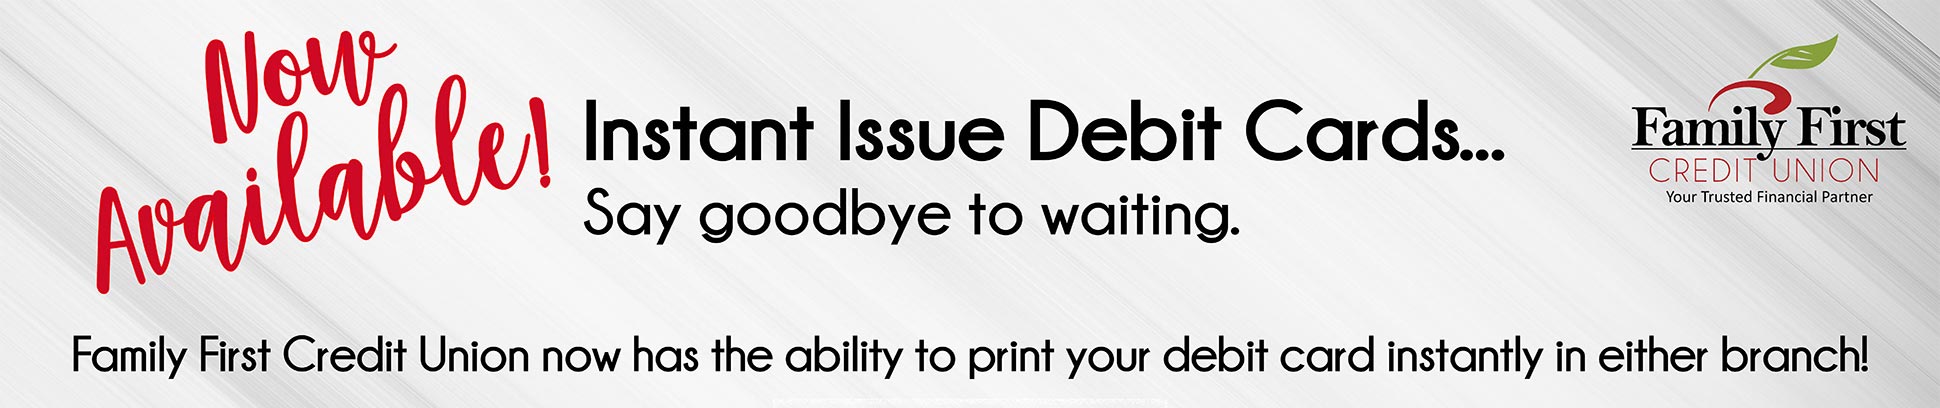 Now
Available!
Instant Issue Debit Cards...
Say goodbye to waiting.
Family First
CREDIT UNION
Your Trusted Financial Partner
Family First Credit Union now has the ability to print your debit card instantly in either branch!